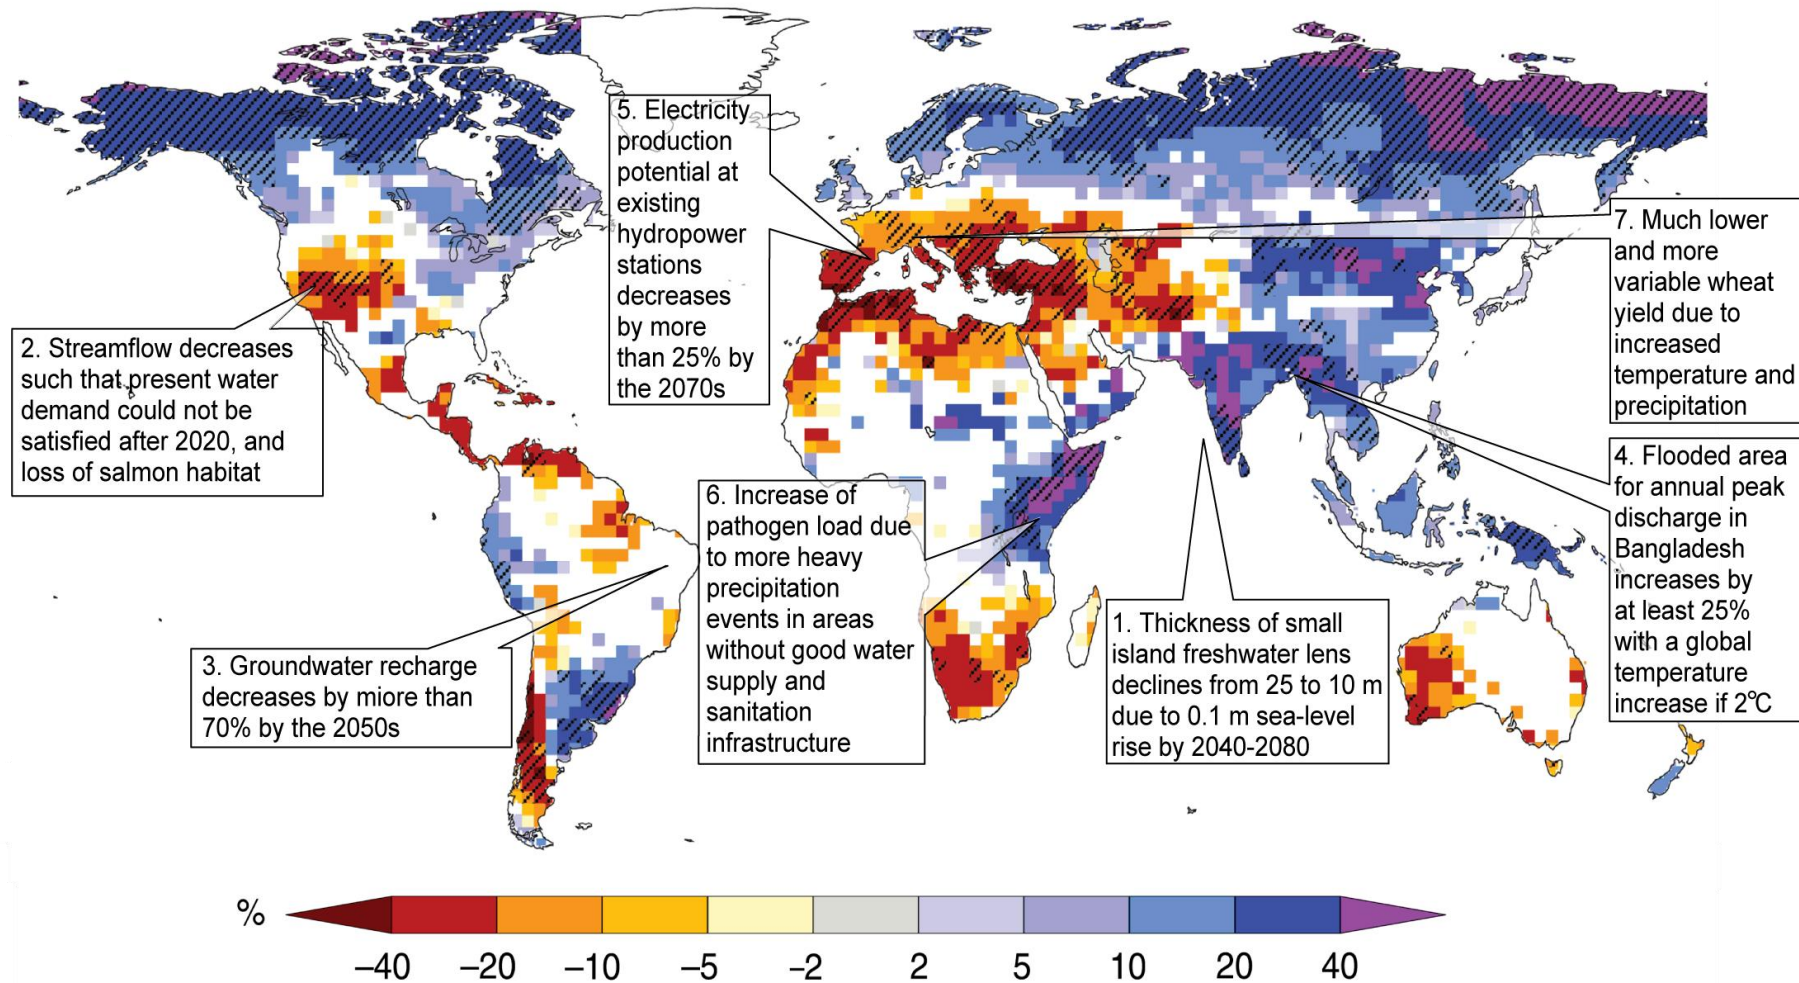 5. Electricity
production
potential at
existing
hydropower
stations
decreases
by more
than 25% by
the 2070s
7. Much lower
and more
variable wheat
yield due to
increased
temperature and
precipitation
2. Streamflow decreases
such that present water
demand could not be
satisfied after 2020, and
loss of salmon habitat
4. Flooded area
for annual peak
discharge in
Bangladesh
increases by
at least 25%
with a global
temperature
increase if 2°C
6. Increase of
pathogen load due
to more heavy
precipitation
events in areas
without good water
supply and
sanitation
infrastructure
1. Thickness of small
island freshwater lens
declines from 25 to 10 m
due to 0.1 m sea-level
rise by 2040-2080
3. Groundwater recharge
decreases by miore than
70% by the 2050s
%
–40 –20 –10 –5 –2 2 5 10 20 40